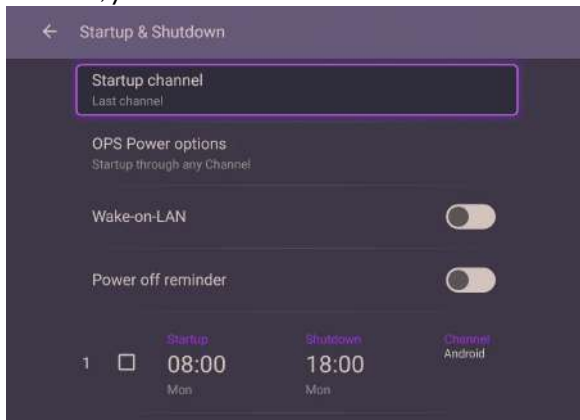 Startup & Shutdown
Startup channel
Last channel
OPS Power options
Startup through any Channel
Wake-on-LAN
Power off reminder
Startup Shutdown Channel
1 08:00 18:00 Android
Mon Mon